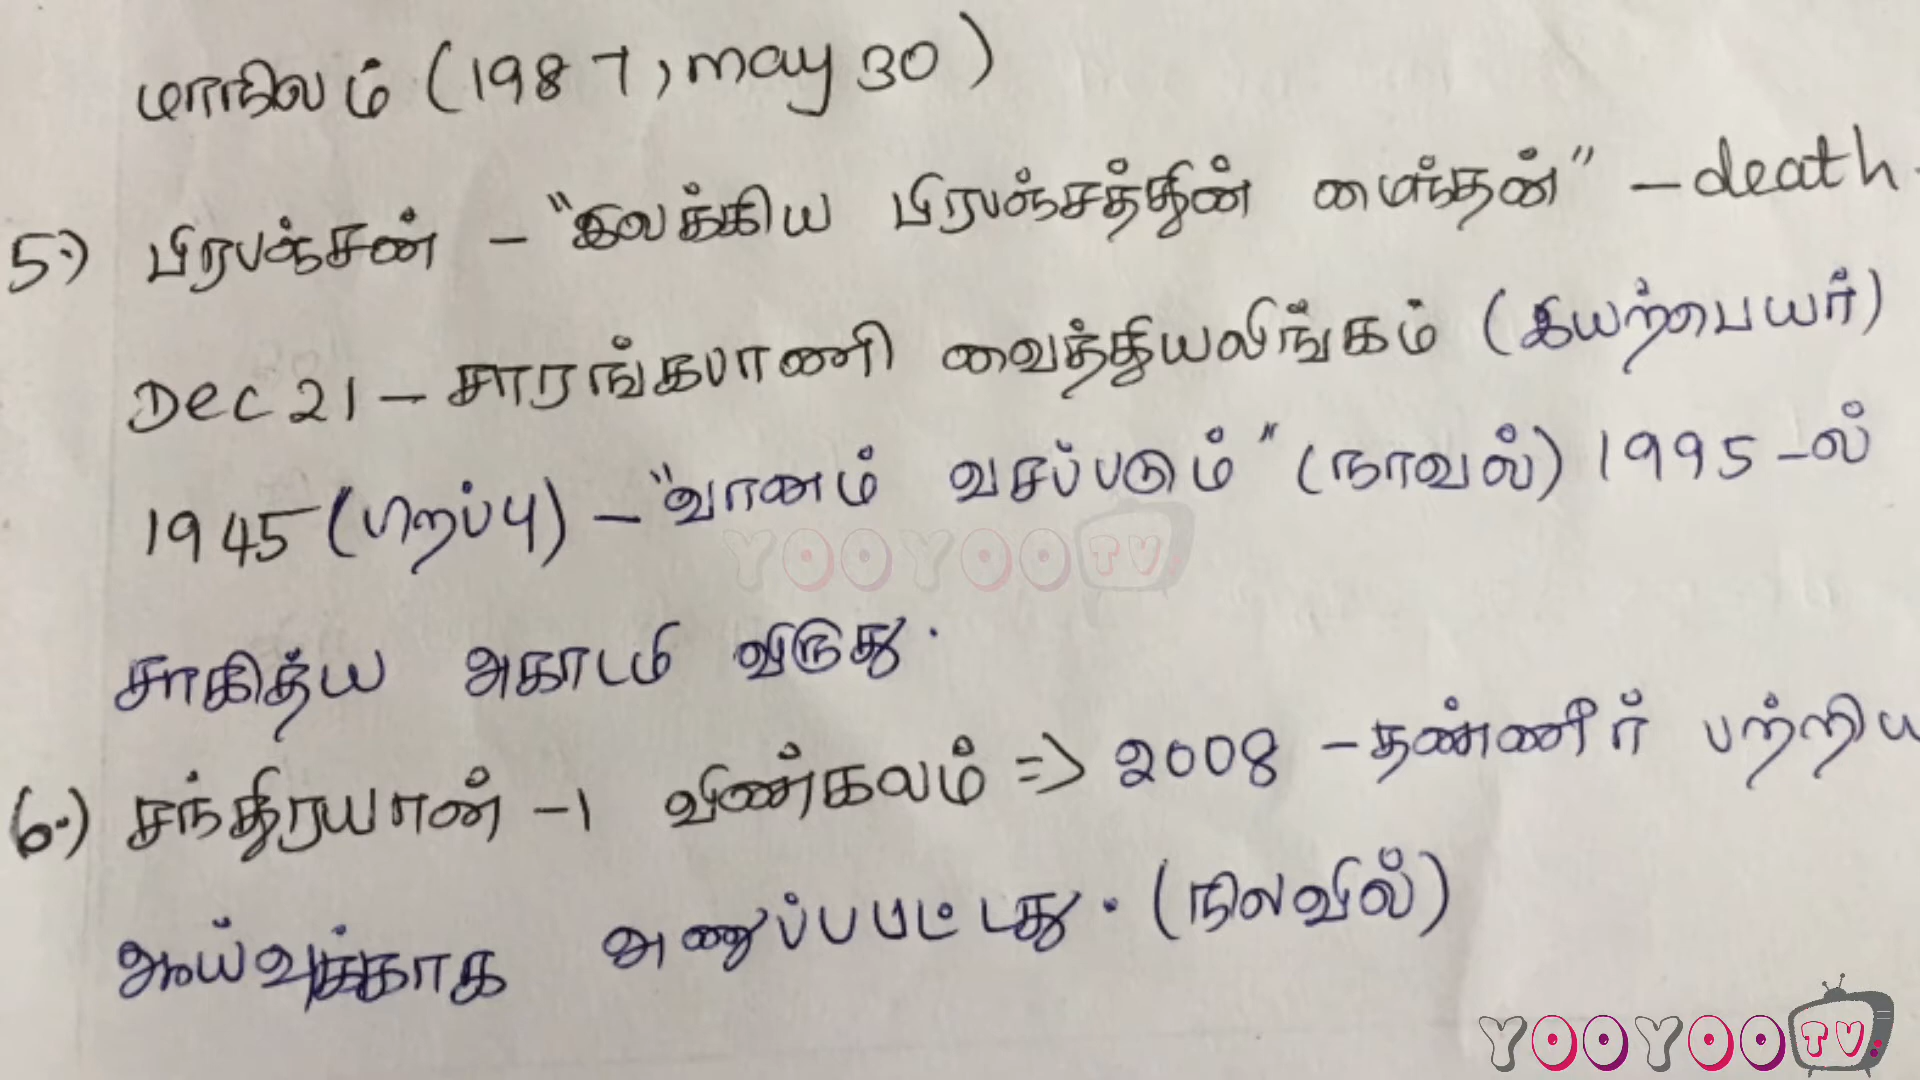 மாநிலம் (1987, may 30)
5.) பிரபஞ்சன் - "இலக்கிய பிரபஞ்சத்தின் மைந்தன்" - death -
Dec 21 - சாரங்கபாணி வைத்தியலிங்கம் (இயற்பெயர்)
1945 (பிறப்பு) - "வானம் வசப்படும்" (நாவல்) 1995 -ல்
YOOYOO TV
சாகித்ய அகாடமி விருது.
6.) சந்திரயான் -1 விண்கலம் => 2008 - தண்ணீர் பற்றிய
ஆய்வுக்காக அனுப்பபட்டது. (நிலவில்)
YOOYOO TV